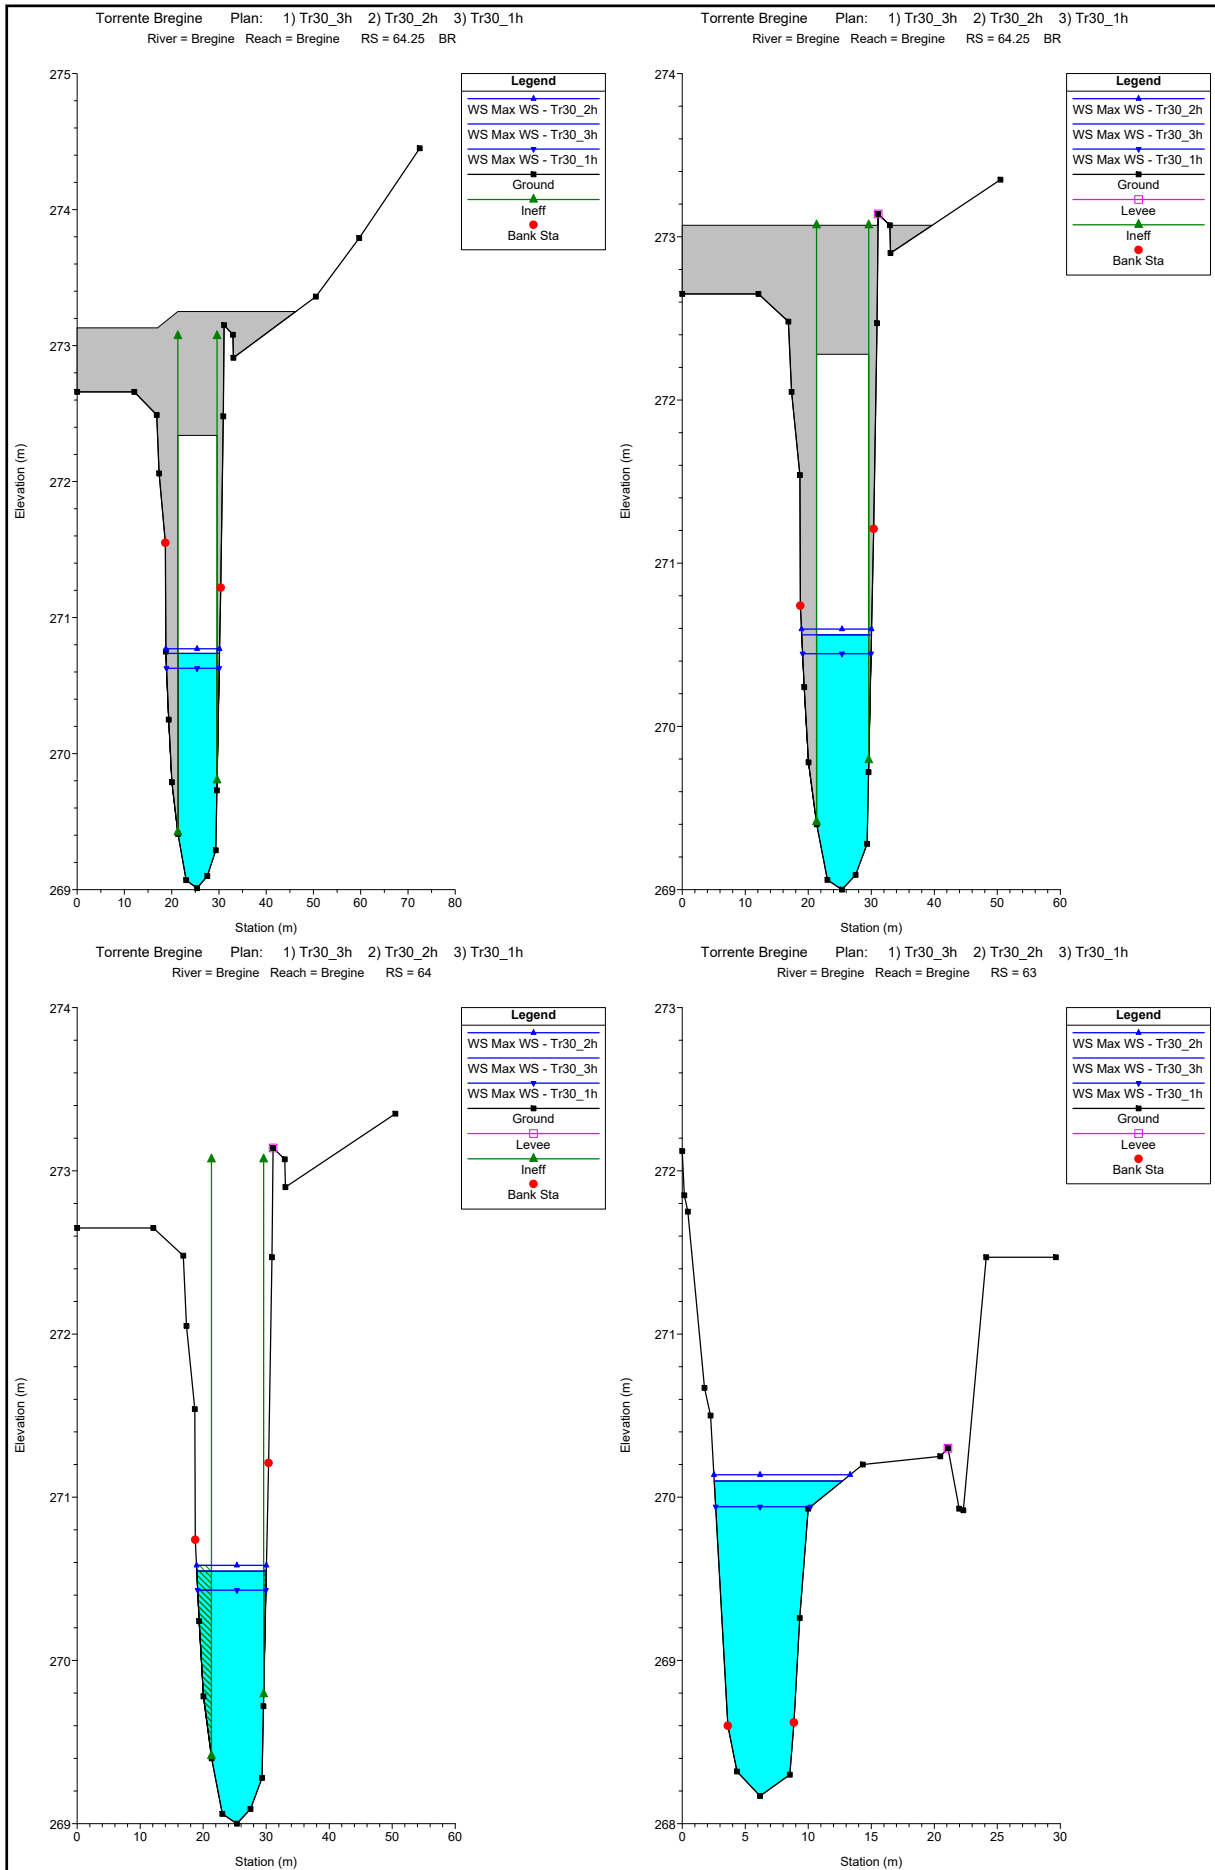 Torrente Bregine Plan: 1) Tr30_3h 2) Tr30_2h 3) Tr30_1h
River = Bregine Reach = Bregine RS = 64.25 BR
Legend
WS Max WS - Tr30_2h
WS Max WS - Tr30_3h
WS Max WS - Tr30_1h
Ground
Ineff
Bank Sta
275
274
273
272
271
270
269
Elevation (m)
0 10 20 30 40 50 60 70 80
Station (m)
Torrente Bregine Plan: 1) Tr30_3h 2) Tr30_2h 3) Tr30_1h
River = Bregine Reach = Bregine RS = 64.25 BR
Legend
WS Max WS - Tr30_2h
WS Max WS - Tr30_3h
WS Max WS - Tr30_1h
Ground
Levee
Ineff
Bank Sta
274
273
272
271
270
269
Elevation (m)
0 10 20 30 40 50 60
Station (m)
Torrente Bregine Plan: 1) Tr30_3h 2) Tr30_2h 3) Tr30_1h
River = Bregine Reach = Bregine RS = 64
Legend
WS Max WS - Tr30_2h
WS Max WS - Tr30_3h
WS Max WS - Tr30_1h
Ground
Levee
Ineff
Bank Sta
274
273
272
271
270
269
Elevation (m)
0 10 20 30 40 50 60
Station (m)
Torrente Bregine Plan: 1) Tr30_3h 2) Tr30_2h 3) Tr30_1h
River = Bregine Reach = Bregine RS = 63
Legend
WS Max WS - Tr30_2h
WS Max WS - Tr30_3h
WS Max WS - Tr30_1h
Ground
Levee
Bank Sta
273
272
271
270
269
268
Elevation (m)
0 5 10 15 20 25 30
Station (m)